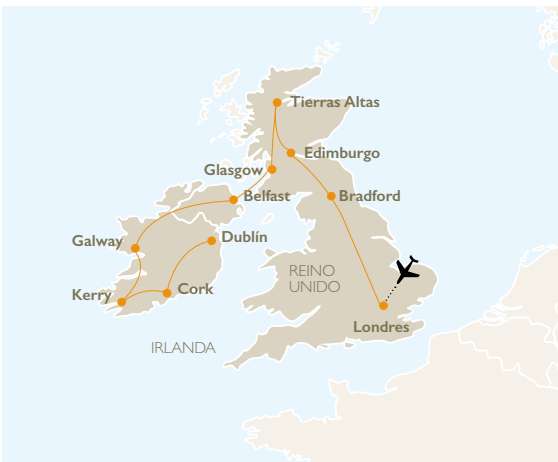 Tierras Altas
Edimburgo
Glasgow
Belfast
Bradford
Galway
Dublín
REINO
UNIDO
Kerry
Cork
Londres
IRLANDA